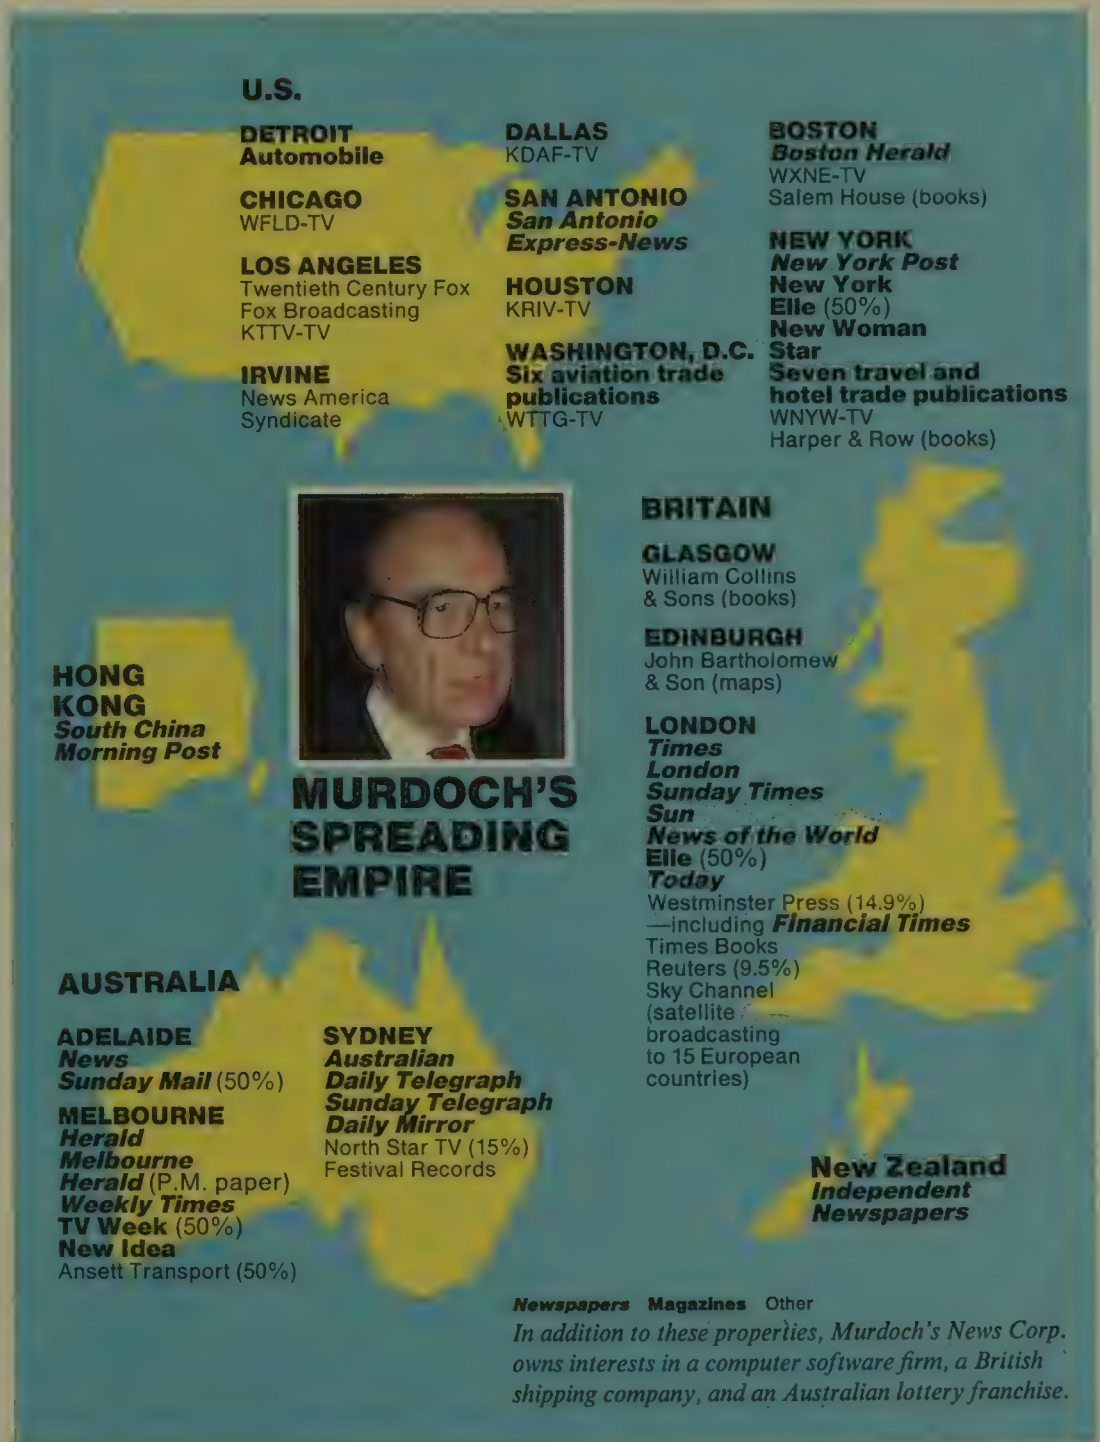 U.S.
DETROIT
Automobile
CHICAGO
WFLD-TV
LOS ANGELES
Twentieth Century Fox
Fox Broadcasting
KTTV-TV
IRVINE
News America
Syndicate
DALLAS
KDAF-TV
SAN ANTONIO
San Antonio
Express-News
HOUSTON
KRIV-TV
WASHINGTON, D.C.
Six aviation trade
publications
WTTG-TV
BOSTON
Boston Herald
WXNE-TV
Salem House (books)
NEW YORK
New York Post
New York
Elle (50%)
New Woman
Star
Seven travel and
hotel trade publications
WNYW-TV
Harper & Row (books)
BRITAIN
GLASGOW
William Collins
& Sons (books)
EDINBURGH
John Bartholomew
& Son (maps)
LONDON
Times
London
Sunday Times
Sun
News of the World
Elle (50%)
Today
Westminster Press (14.9%)
—including Financial Times
Times Books
Reuters (9.5%)
Sky Channel
(satellite
broadcasting
to 15 European
countries)
HONG
KONG
South China
Morning Post
MURDOCH'S
SPREADING
EMPIRE
AUSTRALIA
ADELAIDE
News
Sunday Mail (50%)
MELBOURNE
Herald
Melbourne
Herald (P.M. paper)
Weekly Times
TV Week (50%)
New Idea
Ansett Transport (50%)
SYDNEY
Australian
Daily Telegraph
Sunday Telegraph
Daily Mirror
North Star TV (15%)
Festival Records
New Zealand
Independent
Newspapers
Newspapers Magazines Other
In addition to these properties, Murdoch's News Corp.
owns interests in a computer software firm, a British
shipping company, and an Australian lottery franchise.